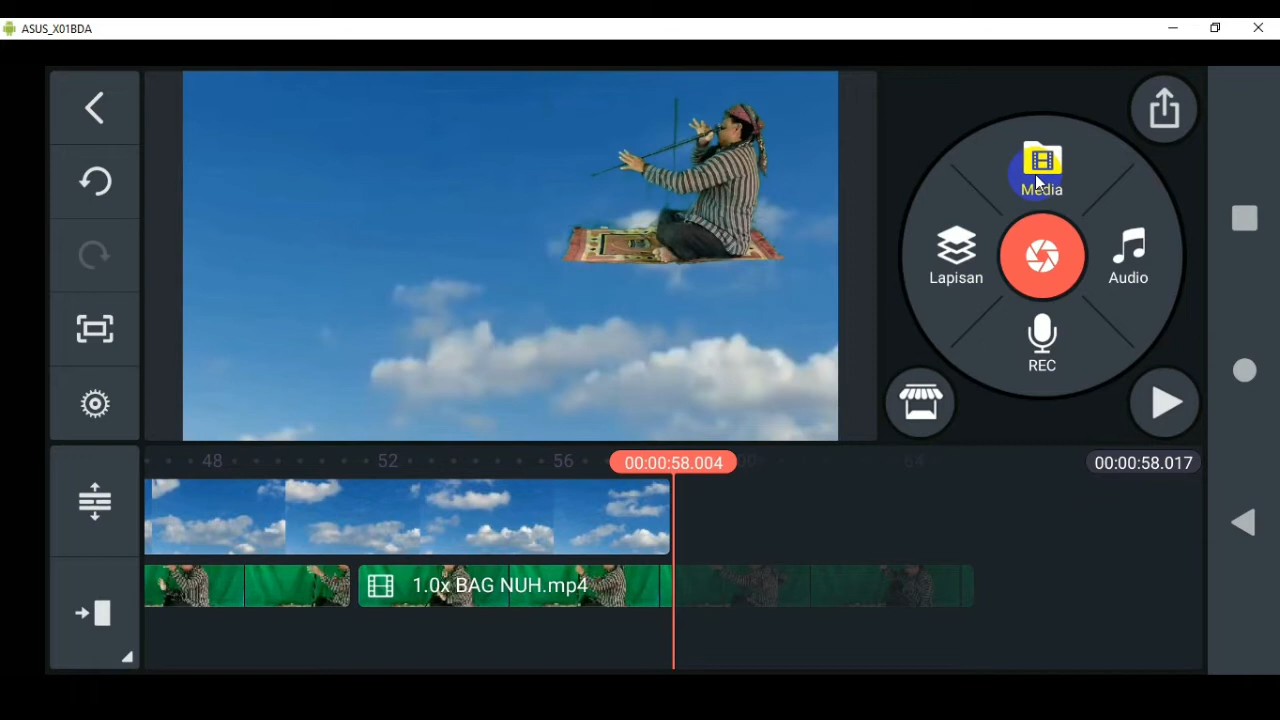 ASUS_X01BDA
Media
Lapisan
Audio
REC
48
52
56
00:00:58.004
64
00:00:58.017
1.0x BAG NUH.mp4